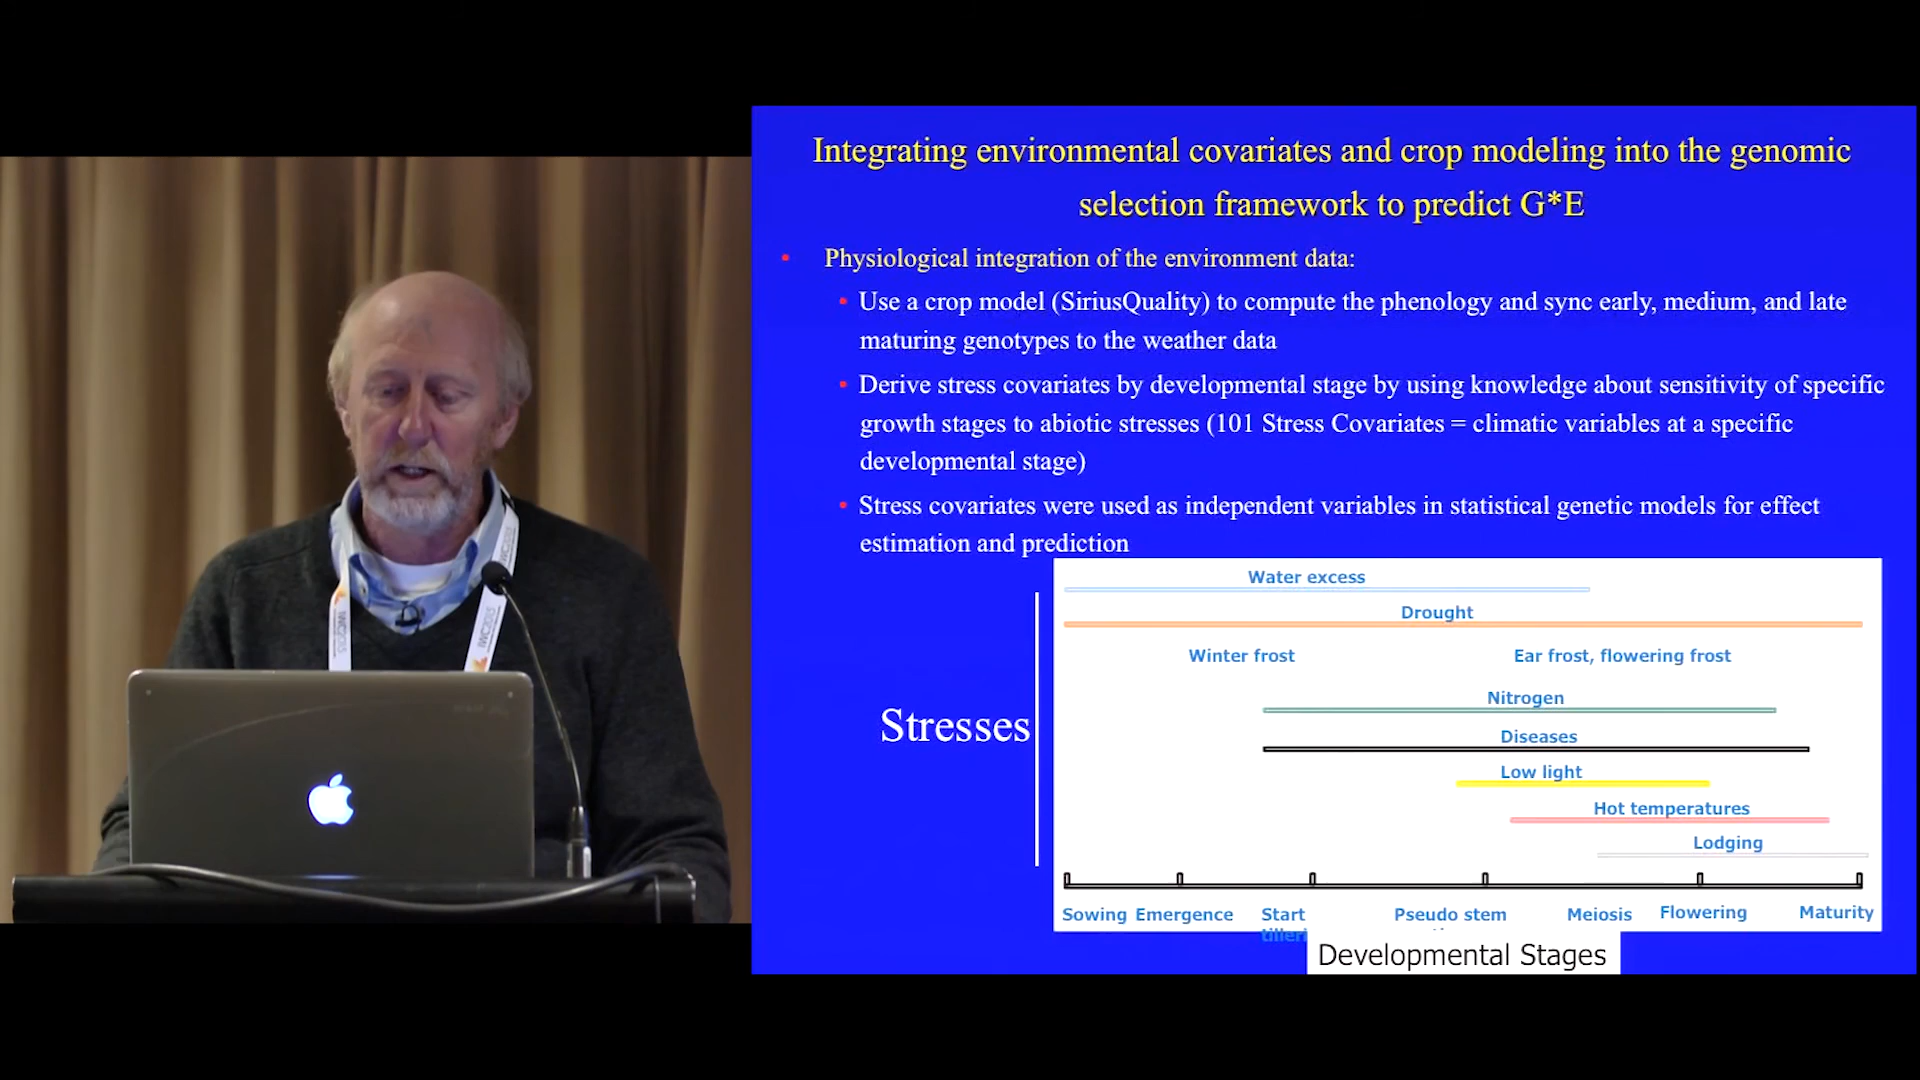 Integrating environmental covariates and crop modeling into the genomic
selection framework to predict G*E
• Physiological integration of the environment data:
• Use a crop model (SiriusQuality) to compute the phenology and sync early, medium, and late
maturing genotypes to the weather data
• Derive stress covariates by developmental stage by using knowledge about sensitivity of specific
growth stages to abiotic stresses (101 Stress Covariates = climatic variables at a specific
developmental stage)
• Stress covariates were used as independent variables in statistical genetic models for effect
estimation and prediction
Stresses
Water excess
Drought
Winter frost Ear frost, flowering frost
Nitrogen
Diseases
Low light
Hot temperatures
Lodging
Sowing Emergence Start Pseudo stem Meiosis Flowering Maturity
Developmental Stages
IWC2015
IWC2015